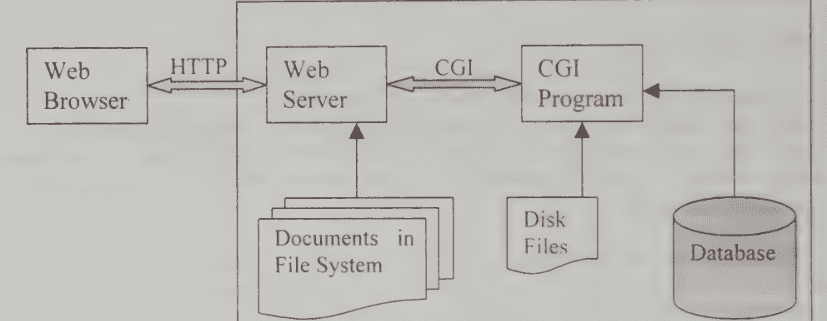 Web
Browser
HTTP
Web
Server
CGI
CGI
Program
Documents in
File System
Disk
Files
Database